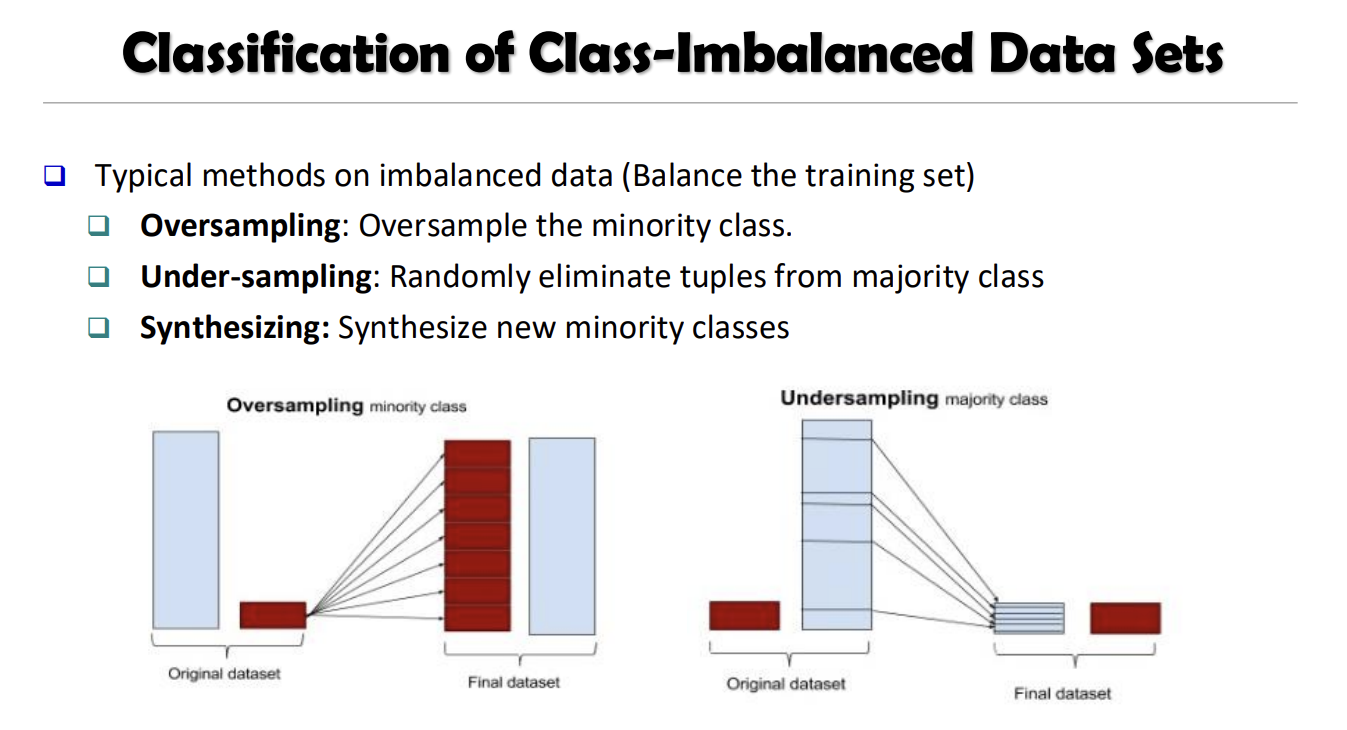 Classification of Class-Imbalanced Data Sets
Typical methods on imbalanced data (Balance the training set)
Oversampling: Oversample the minority class.
Under-sampling: Randomly eliminate tuples from majority class
Synthesizing: Synthesize new minority classes
Oversampling minority class
Original dataset
Final dataset
Undersampling majority class
Original dataset
Final dataset